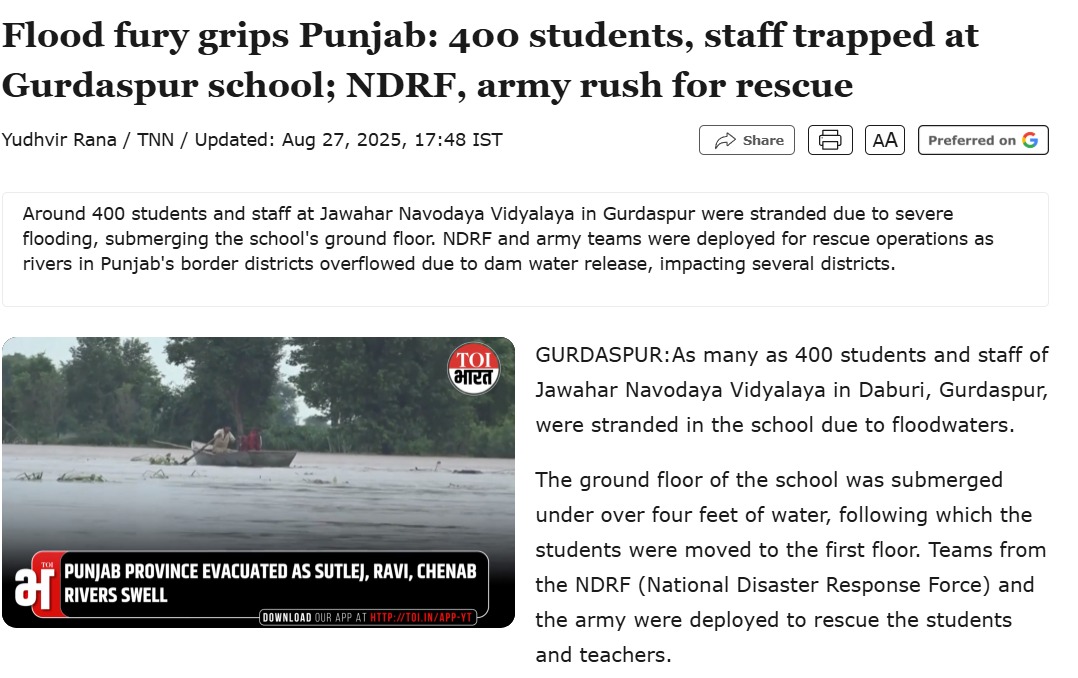 Flood fury grips Punjab: 400 students, staff trapped at
Gurdaspur school; NDRF, army rush for rescue
Yudhvir Rana / TNN / Updated: Aug 27, 2025, 17:48 IST
Share
AA
Preferred on G
Around 400 students and staff at Jawahar Navodaya Vidyalaya in Gurdaspur were stranded due to severe
flooding, submerging the school's ground floor. NDRF and army teams were deployed for rescue operations as
rivers in Punjab's border districts overflowed due to dam water release, impacting several districts.
TOI
भारत
TOI
भा
PUNJAB PROVINCE EVACUATED AS SUTLEJ, RAVI, CHENAB
RIVERS SWELL
DOWNLOAD OUR APP AT HTTP://TOI.IN/APP-YT
GURDASPUR:As many as 400 students and staff of
Jawahar Navodaya Vidyalaya in Daburi, Gurdaspur,
were stranded in the school due to floodwaters.
The ground floor of the school was submerged
under over four feet of water, following which the
students were moved to the first floor. Teams from
the NDRF (National Disaster Response Force) and
the army were deployed to rescue the students
and teachers.